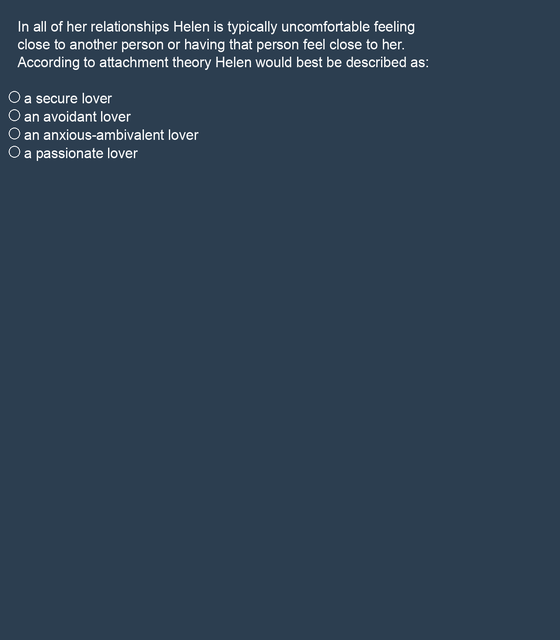 In all of her relationships Helen is typically uncomfortable feeling
close to another person or having that person feel close to her.
According to attachment theory Helen would best be described as:
a secure lover
an avoidant lover
an anxious-ambivalent lover
a passionate lover